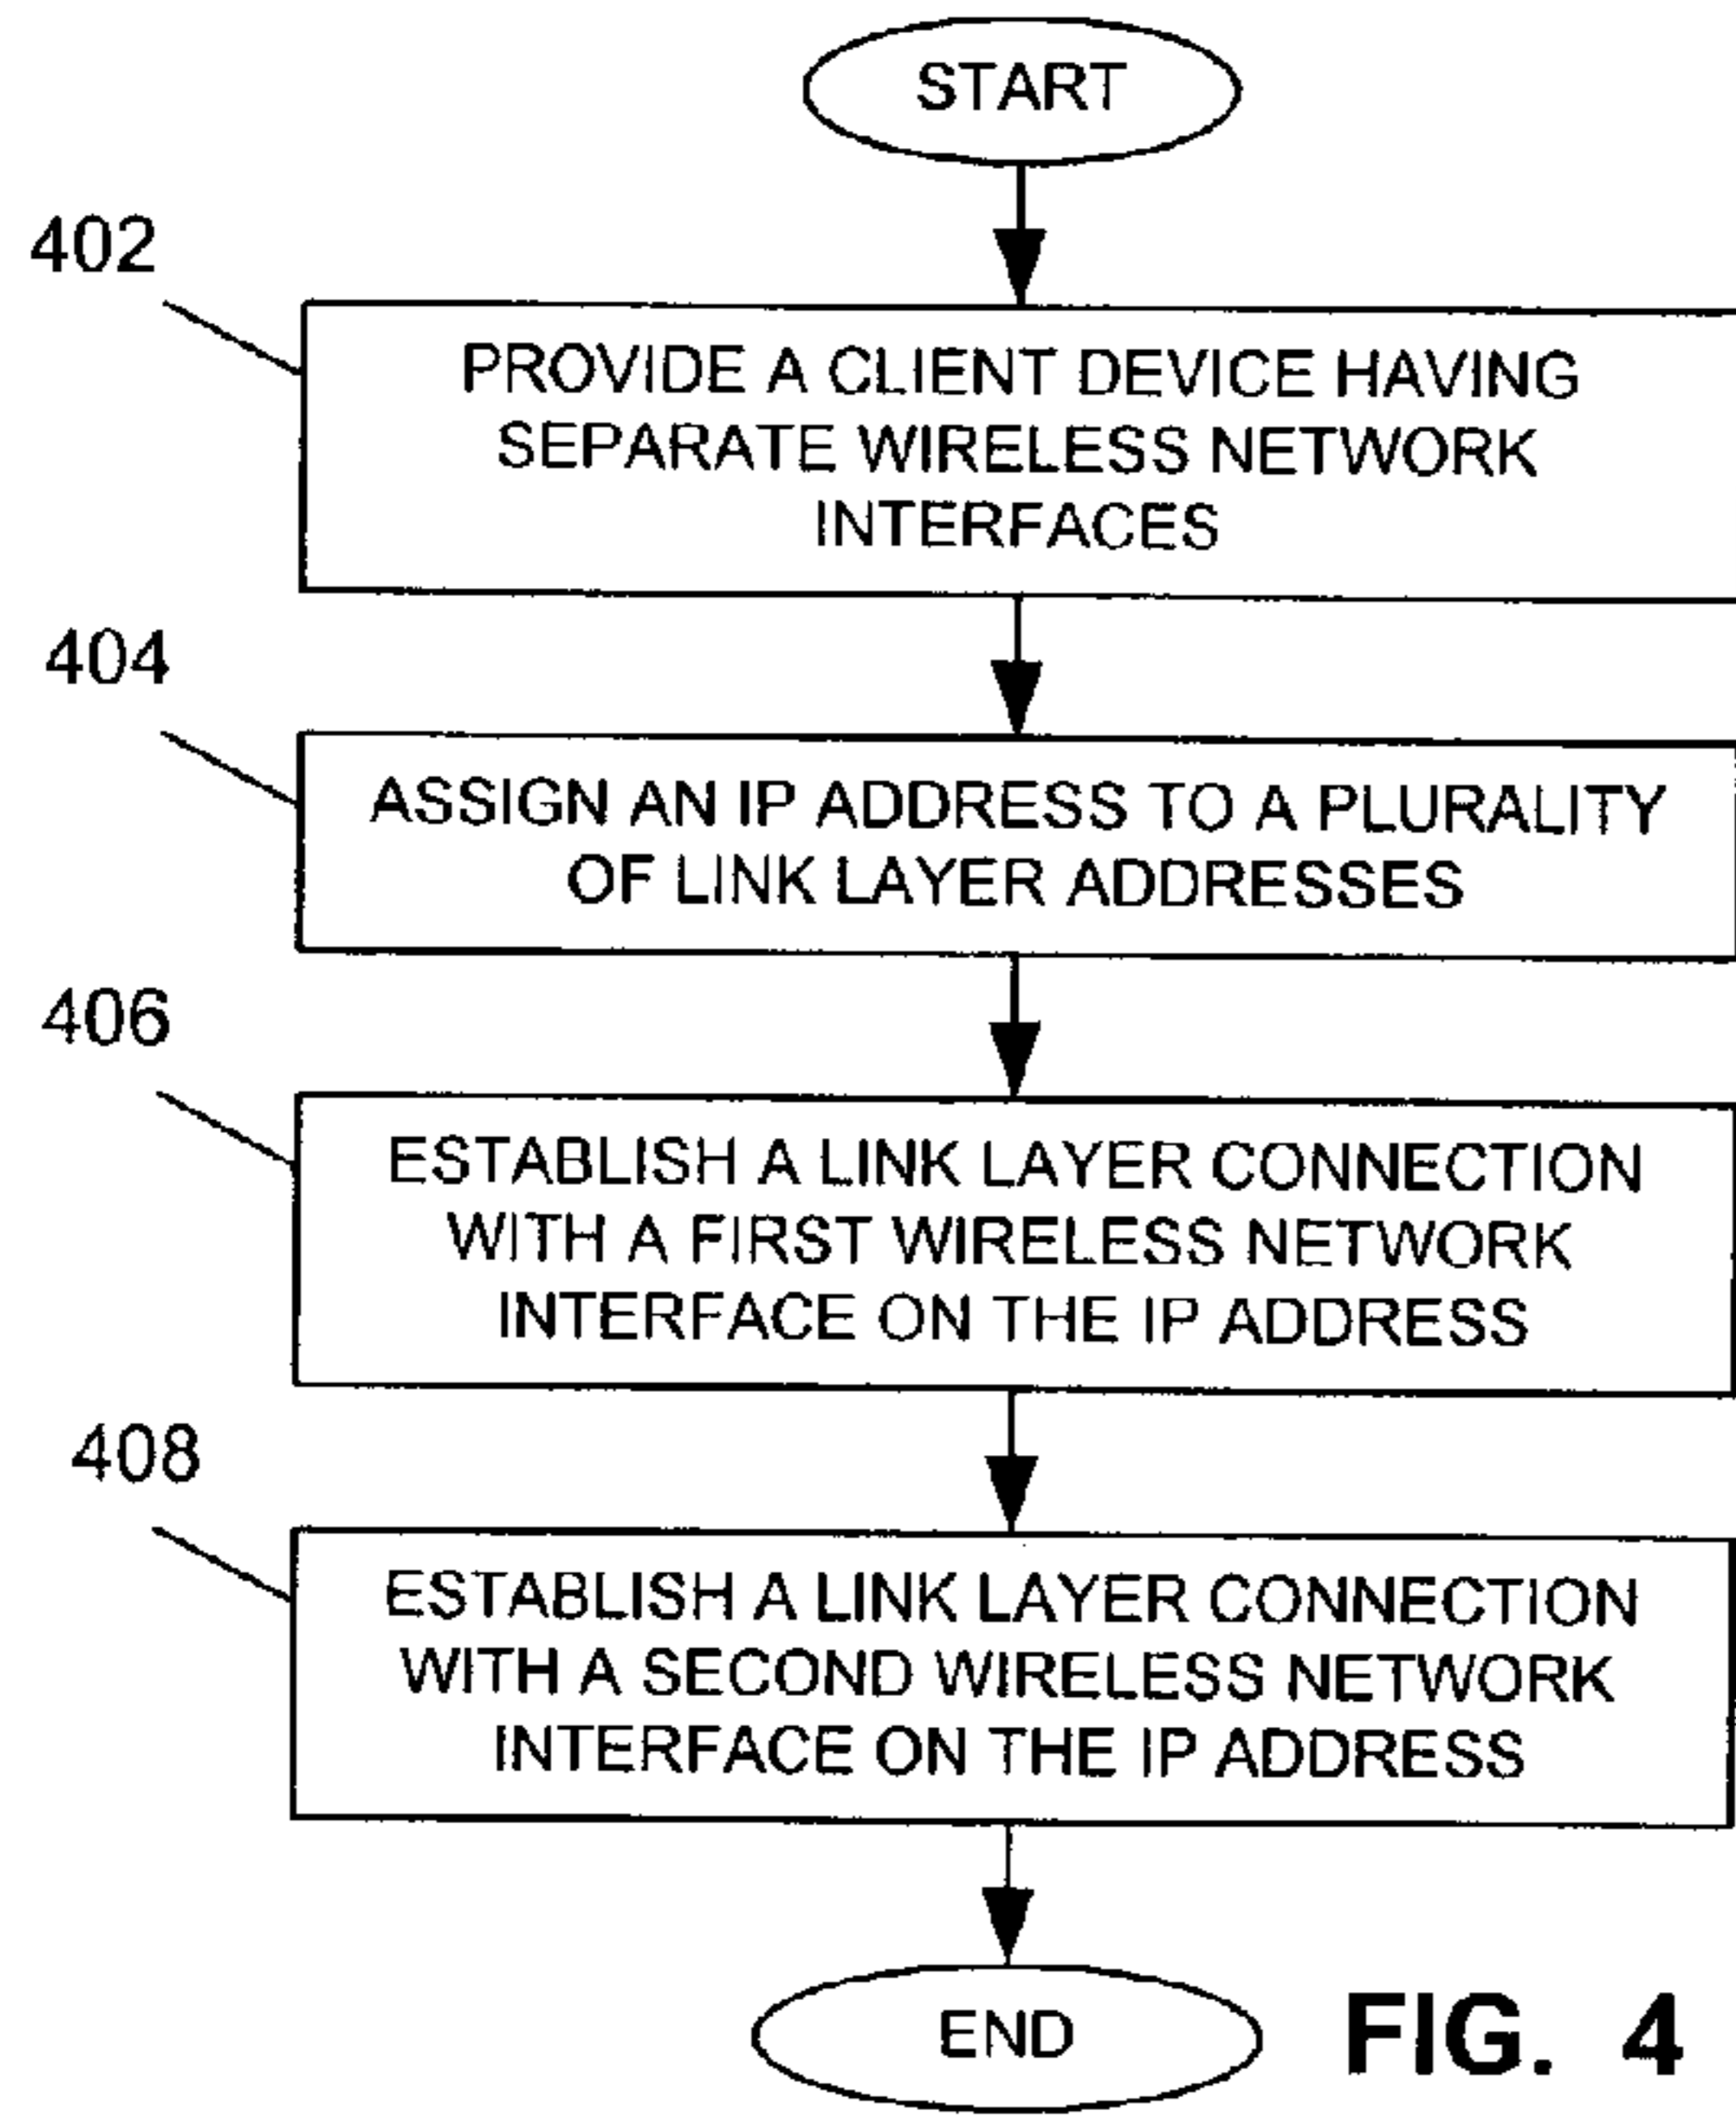 START
402
PROVIDE A CLIENT DEVICE HAVING
SEPARATE WIRELESS NETWORK
INTERFACES
404
ASSIGN AN IP ADDRESS TO A PLURALITY
OF LINK LAYER ADDRESSES
406
ESTABLISH A LINK LAYER CONNECTION
WITH A FIRST WIRELESS NETWORK
INTERFACE ON THE IP ADDRESS
408
ESTABLISH A LINK LAYER CONNECTION
WITH A SECOND WIRELESS NETWORK
INTERFACE ON THE IP ADDRESS
END
FIG. 4